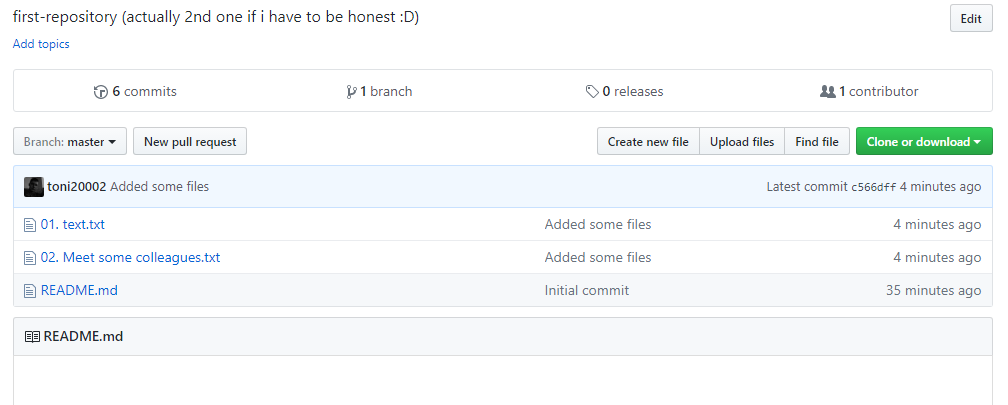 first-repository (actually 2nd one if i have to be honest :D)
Edit
Add topics
6 commits 1 branch 0 releases 1 contributor
Branch: master New pull request Create new file Upload files Find file Clone or download
toni20002 Added some files Latest commit c566dff 4 minutes ago
01. text.txt Added some files 4 minutes ago
02. Meet some colleagues.txt Added some files 4 minutes ago
README.md Initial commit 35 minutes ago
README.md